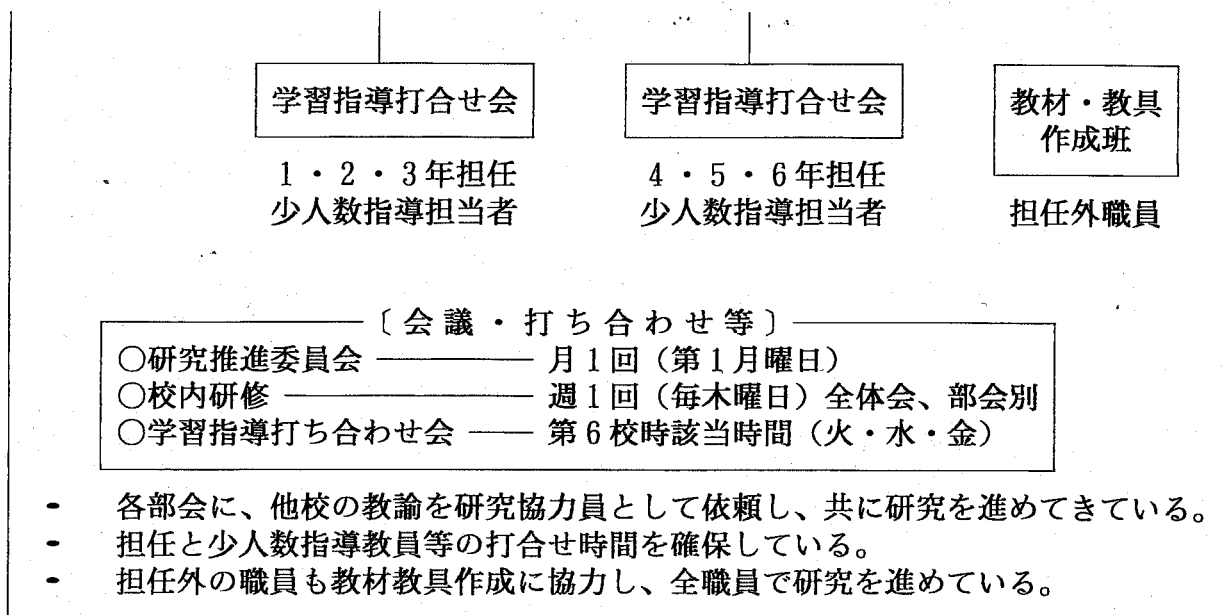 学習指導打合せ会
1・2・3年担任
少人数指導担当者
学習指導打合せ会
4・5・6年担任
少人数指導担当者
教材・教具
作成班
担任外職員
〔会議・打ち合わせ等〕
○研究推進委員会 ――――― 月1回（第1月曜日）
○校内研修 ――――――――― 週1回（毎木曜日）全体会、部会別
○学習指導打ち合わせ会 ―― 第6校時該当時間（火・水・金）
- 各部会に、他校の教諭を研究協力員として依頼し、共に研究を進めてきている。
- 担任と少人数指導教員等の打合せ時間を確保している。
- 担任外の職員も教材教具作成に協力し、全職員で研究を進めている。